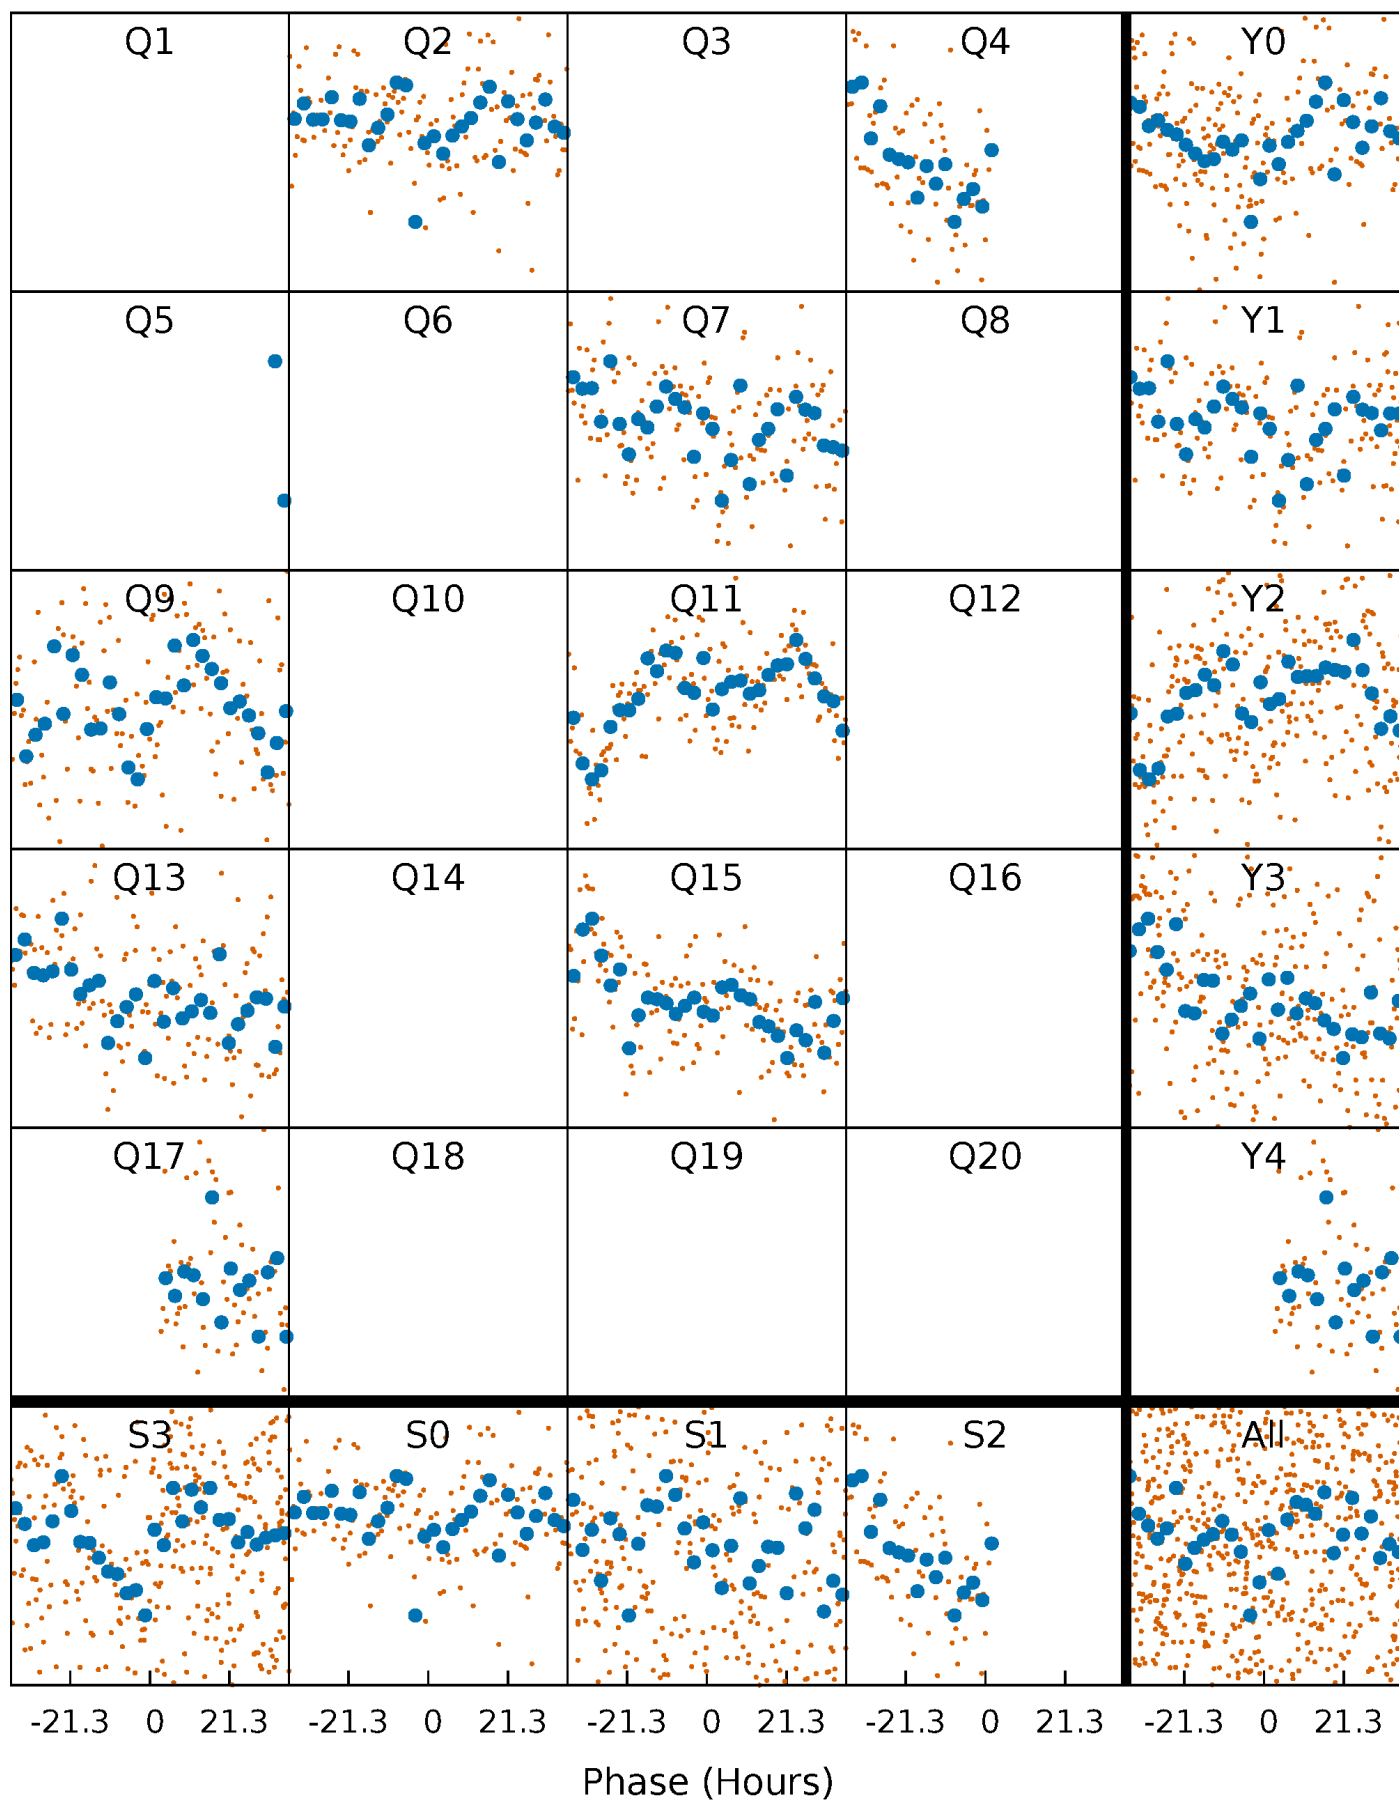 Q1 Q2 Q3 Q4 Y0
Q5 Q6 Q7 Q8 Y1
Q9 Q10 Q11 Q12 Y2
Q13 Q14 Q15 Q16 Y3
Q17 Q18 Q19 Q20 Y4
S3 S0 S1 S2 All
-21.3 0 21.3 -21.3 0 21.3 -21.3 0 21.3 -21.3 0 21.3 -21.3 0 21.3
Phase (Hours)